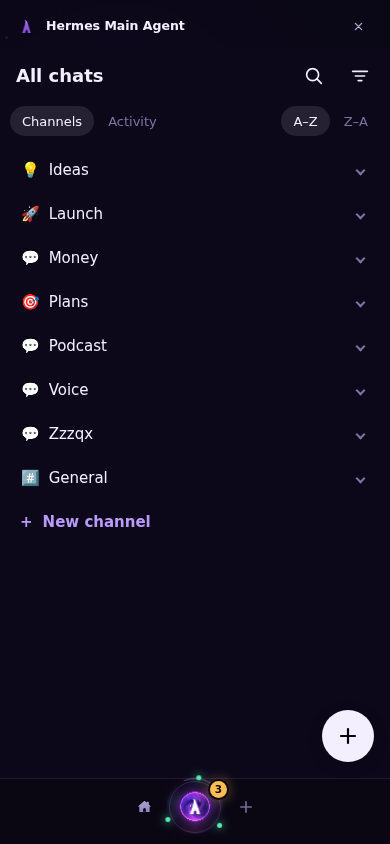 Hermes Main Agent
All chats
Channels Activity A–Z Z–A
Ideas
Launch
Money
Plans
Podcast
Voice
Zzzqx
#️⃣ General
+ New channel
3